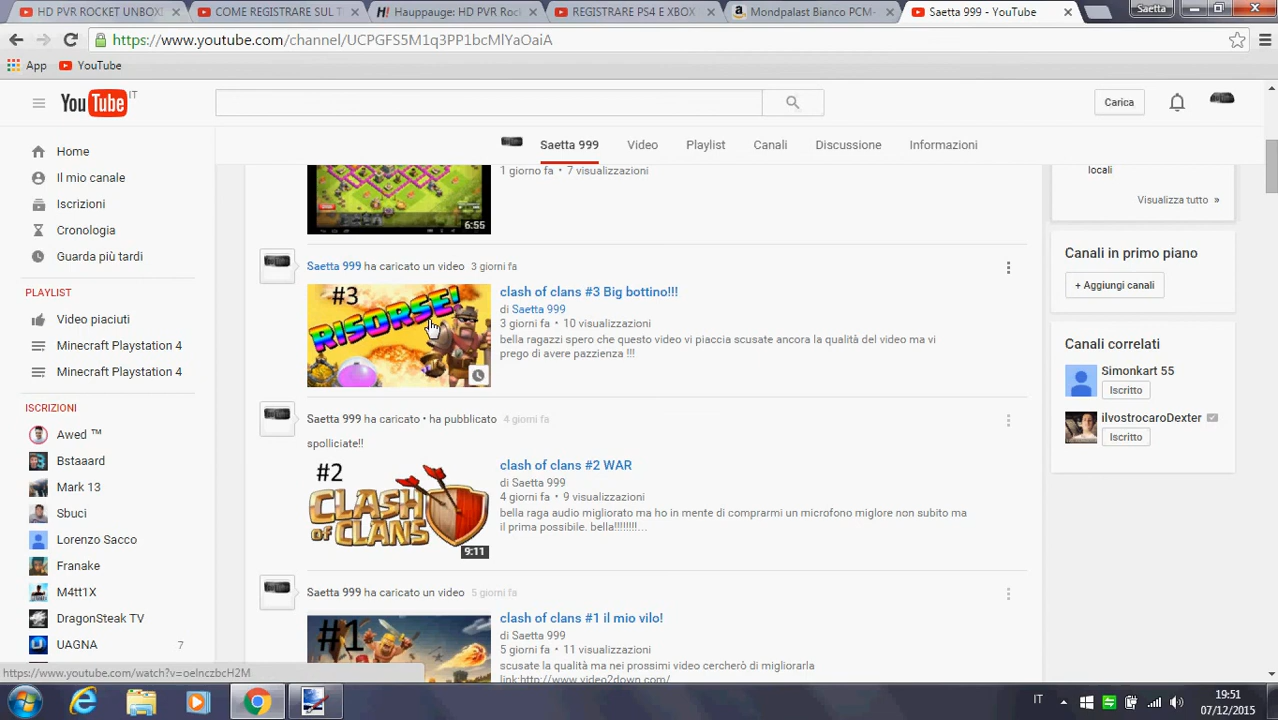 HD PVR ROCKET UNBOXI
COME REGISTRARE SUL T
Hauppauge: HD PVR Rock
REGISTRARE PS4 E XBOX
Mondpalast Bianco PCM-
Saetta 999 - YouTube
Saetta
https://www.youtube.com/channel/UCPGFS5M1q3PP1bcMlYaOaiA
App
YouTube
YouTube IT
Carica
Saetta 999
Video
Playlist
Canali
Discussione
Informazioni
Home
Il mio canale
Iscrizioni
Cronologia
Guarda più tardi
PLAYLIST
Video piaciuti
Minecraft Playstation 4
Minecraft Playstation 4
ISCRIZIONI
Awed ™
Bstaaard
Mark 13
Sbuci
Lorenzo Sacco
Franake
M4tt1X
DragonSteak TV
UAGNA 7
1 giorno fa • 7 visualizzazioni
6:55
Saetta 999 ha caricato un video 3 giorni fa
#3
RISORSE!
clash of clans #3 Big bottino!!!
di Saetta 999
3 giorni fa • 10 visualizzazioni
bella ragazzi spero che questo video vi piaccia scusate ancora la qualità del video ma vi
prego di avere pazzienza !!!
Saetta 999 ha caricato • ha pubblicato 4 giorni fa
spolliciate!!
#2
CLASH OF CLANS
9:11
clash of clans #2 WAR
di Saetta 999
4 giorni fa • 9 visualizzazioni
bella raga audio migliorato ma ho in mente di comprarmi un microfono miglore non subito ma
il prima possibile. bella!!!!!!!!...
Saetta 999 ha caricato un video 5 giorni fa
#1
clash of clans #1 il mio vilo!
di Saetta 999
5 giorni fa • 11 visualizzazioni
scusate la qualità ma nei prossimi video cercherò di migliorarla
link:http://www.video2down.com/
locali
Visualizza tutto »
Canali in primo piano
+ Aggiungi canali
Canali correlati
Simonkart 55
Iscritto
ilvostrocaroDexter
Iscritto
https://www.youtube.com/watch?v=oeInczbcH2M
IT
19:51
07/12/2015